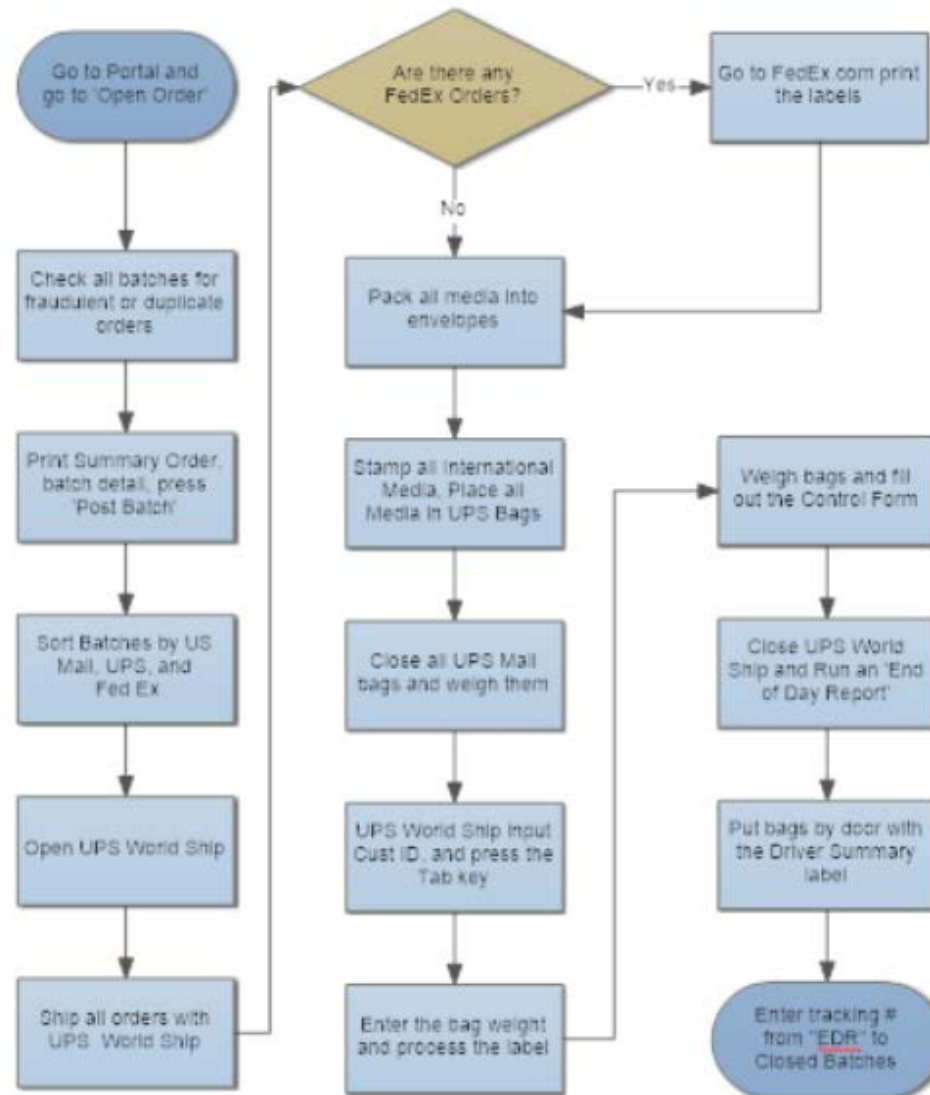 Go to Portal and
go to 'Open Order'
Check all batches for
fraudulent or duplicate
orders
Print Summary Order,
batch detail, press
'Post Batch'
Sort Batches by US
Mail, UPS, and
Fed Ex
Open UPS World Ship
Ship all orders with
UPS World Ship
Are there any
FedEx Orders?
Yes
Go to FedEx.com print
the labels
No
Pack all media into
envelopes
Stamp all International
Media, Place all
Media in UPS Bags
Close all UPS Mail
bags and weigh them
UPS World Ship Input
Cust ID, and press the
Tab key
Enter the bag weight
and process the label
Weigh bags and fill
out the Control Form
Close UPS World
Ship and Run an 'End
of Day Report'
Put bags by door with
the Driver Summary
label
Enter tracking #
from "EDR" to
Closed Batches